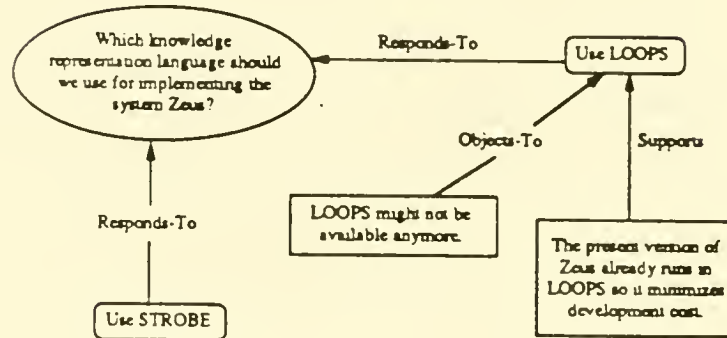 Which knowledge
representation language should
we use for implementing the
system Zeus?
Responds-To
Use LOOPS
Objects-To
Supports
Responds-To
LOOPS might not be
available anymore.
The present version of
Zeus already runs in
LOOPS so it minimizes
development cost.
Use STROBE